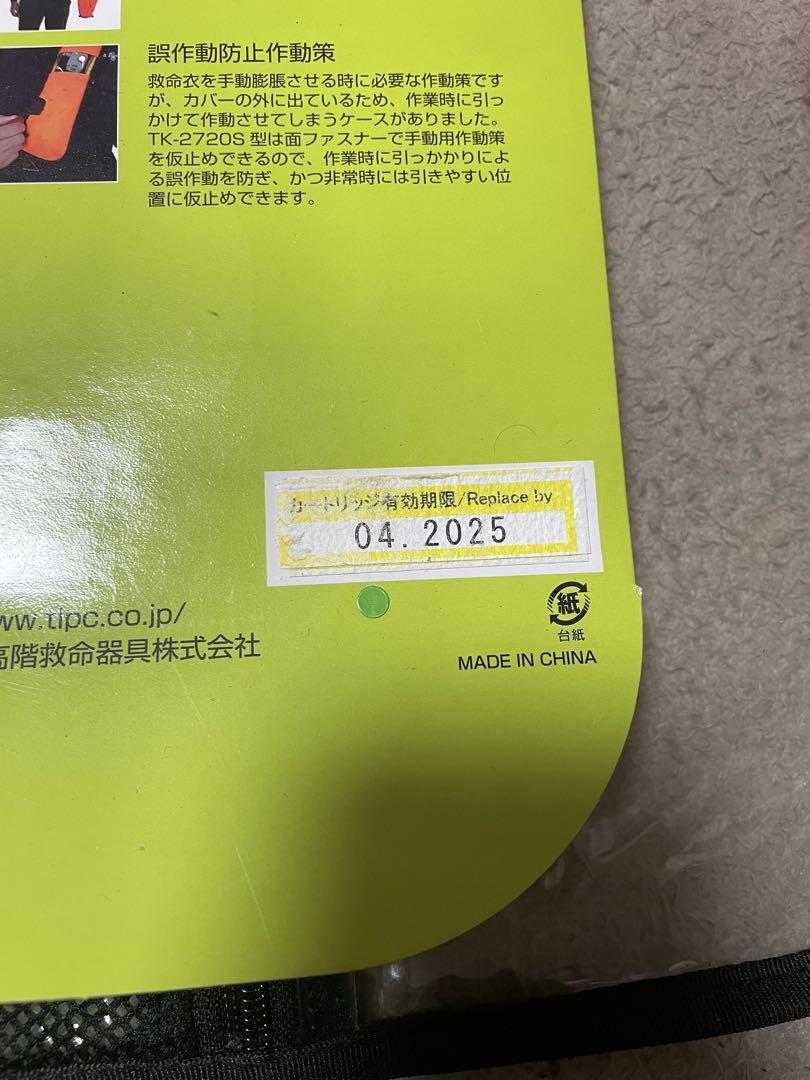 誤作動防止作動策
救命衣を手動膨脹させる時に必要な作動策です
が、カバーの外に出ているため、作業時に引っ
かけて作動させてしまうケースがありました。
TK-2720S 型は面ファスナーで手動用作動策
を仮止めできるので、作業時に引っかかりによ
る誤作動を防ぎ、かつ非常時には引きやすい位
置に仮止めできます。
カートリッジ有効期限/Replace by
04.2025
ww.tipc.co.jp/
高階救命器具株式会社
紙
台紙
MADE IN CHINA